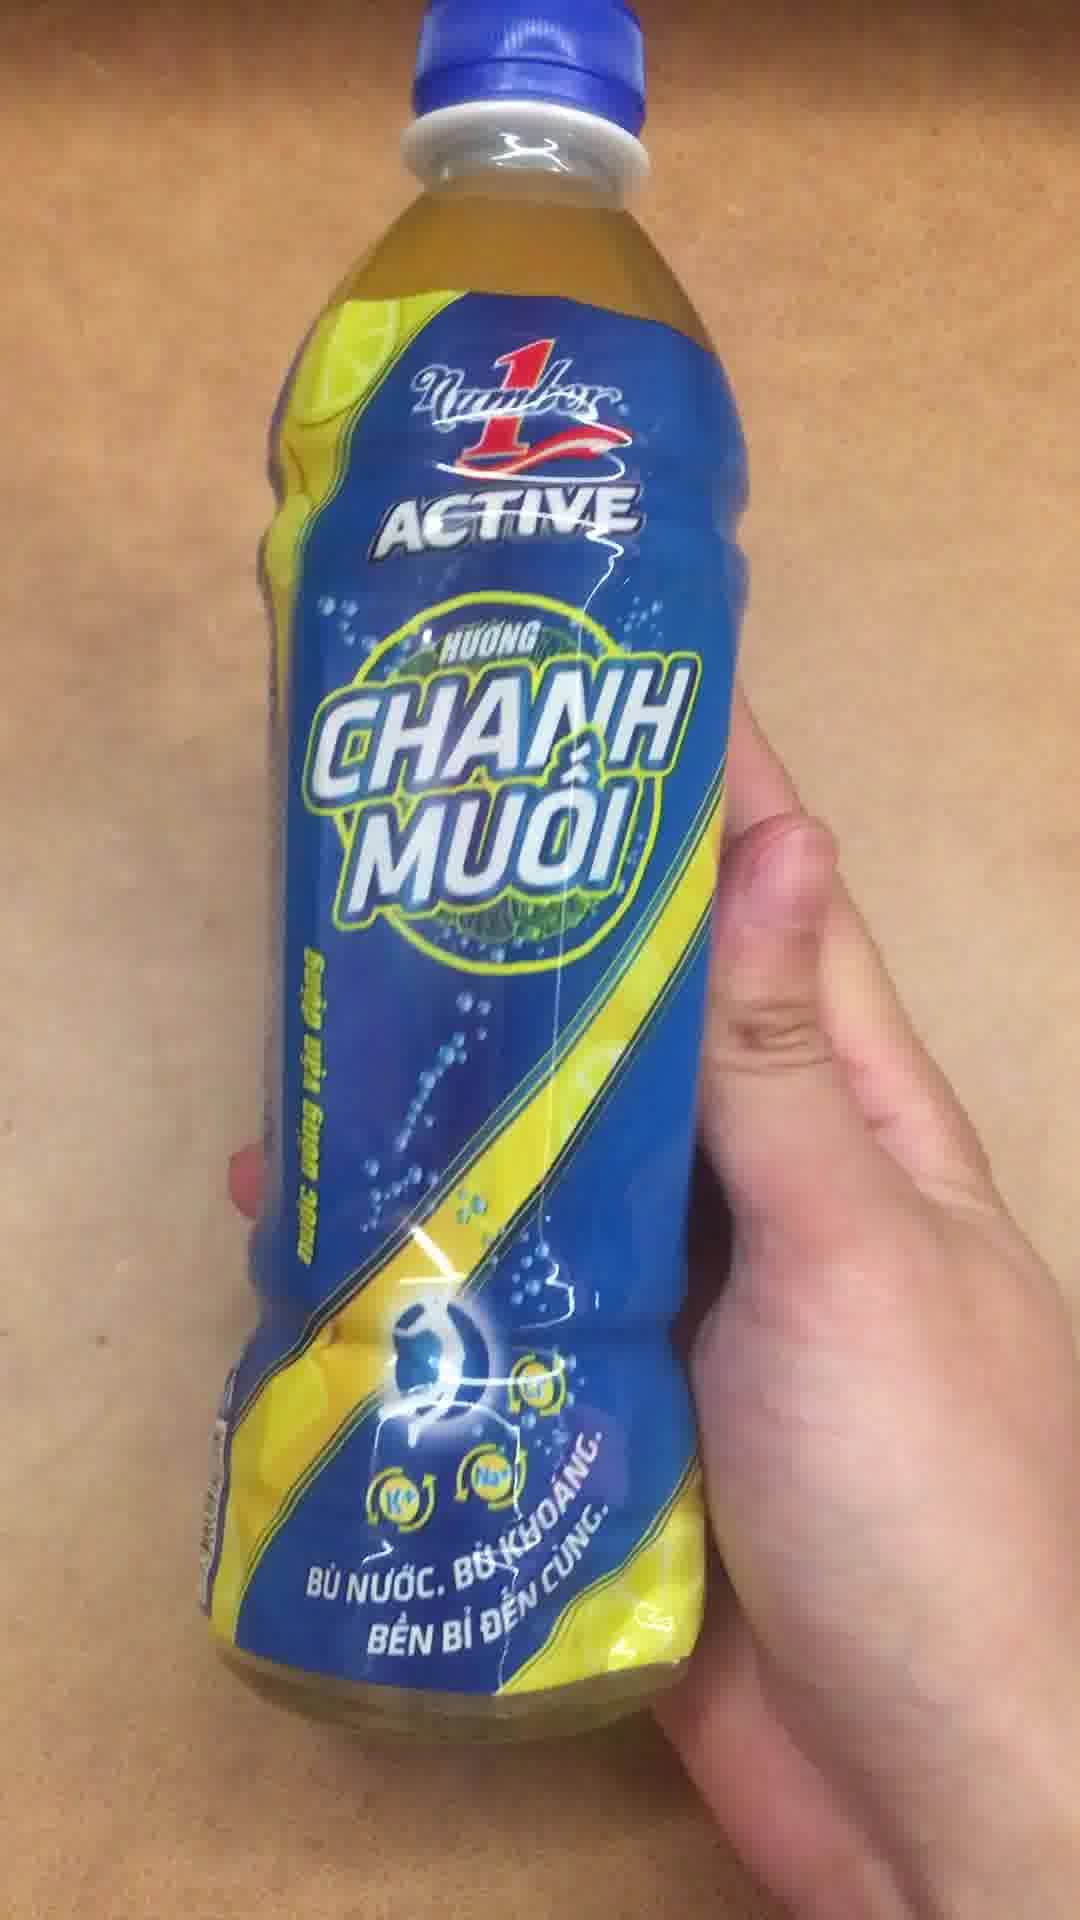 Number 1
ACTIVE
HƯƠNG
CHANH
MUỐI
nước uống vận động
Cl-
K+
Na+
BÙ NƯỚC. BÙ KHOÁNG.
BỀN BỈ ĐẾN CÙNG.